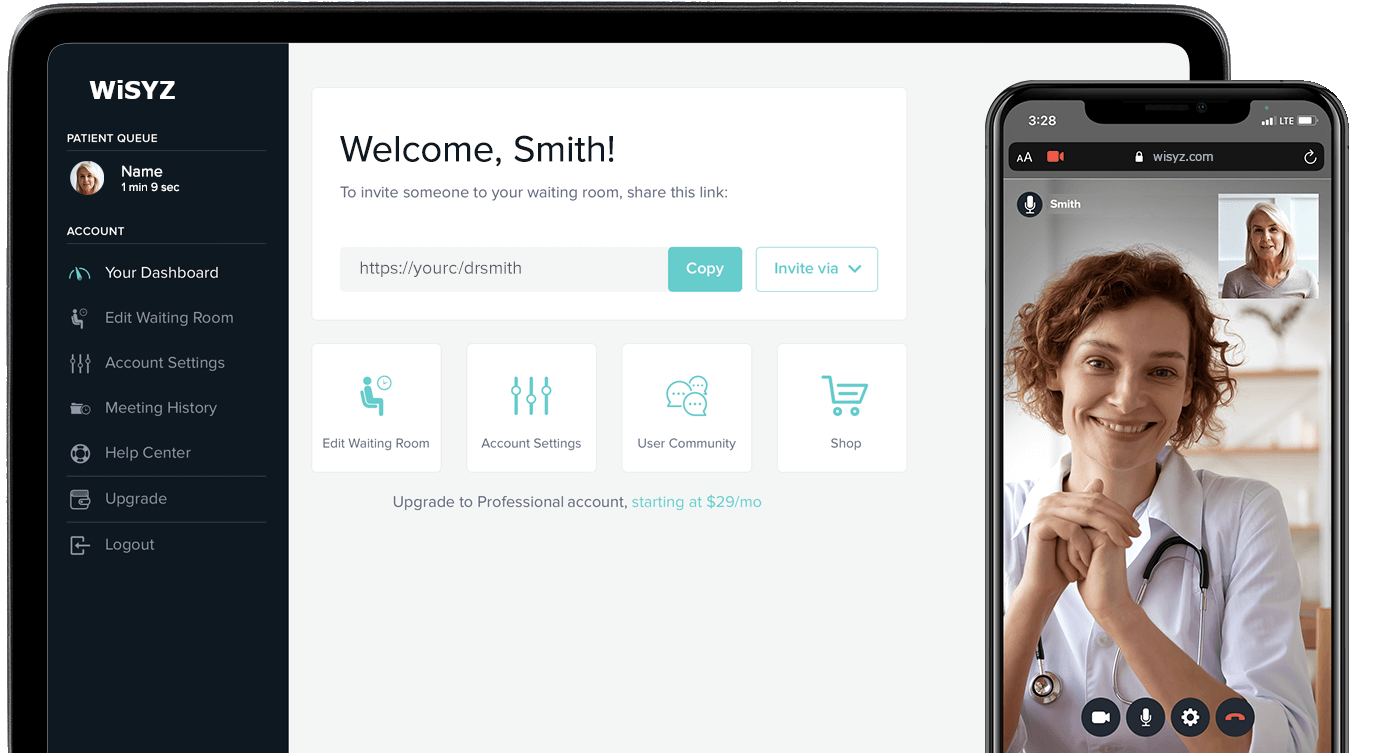 WiSYZ
PATIENT QUEUE
Name
1 min 9 sec
ACCOUNT
Your Dashboard
Edit Waiting Room
Account Settings
Meeting History
Help Center
Upgrade
Logout
Welcome, Smith!
To invite someone to your waiting room, share this link:
https://yourc/drsmith
Copy
Invite via
Edit Waiting Room
Account Settings
User Community
Shop
Upgrade to Professional account, starting at $29/mo
3:28
LTE
AA
wisyz.com
Smith